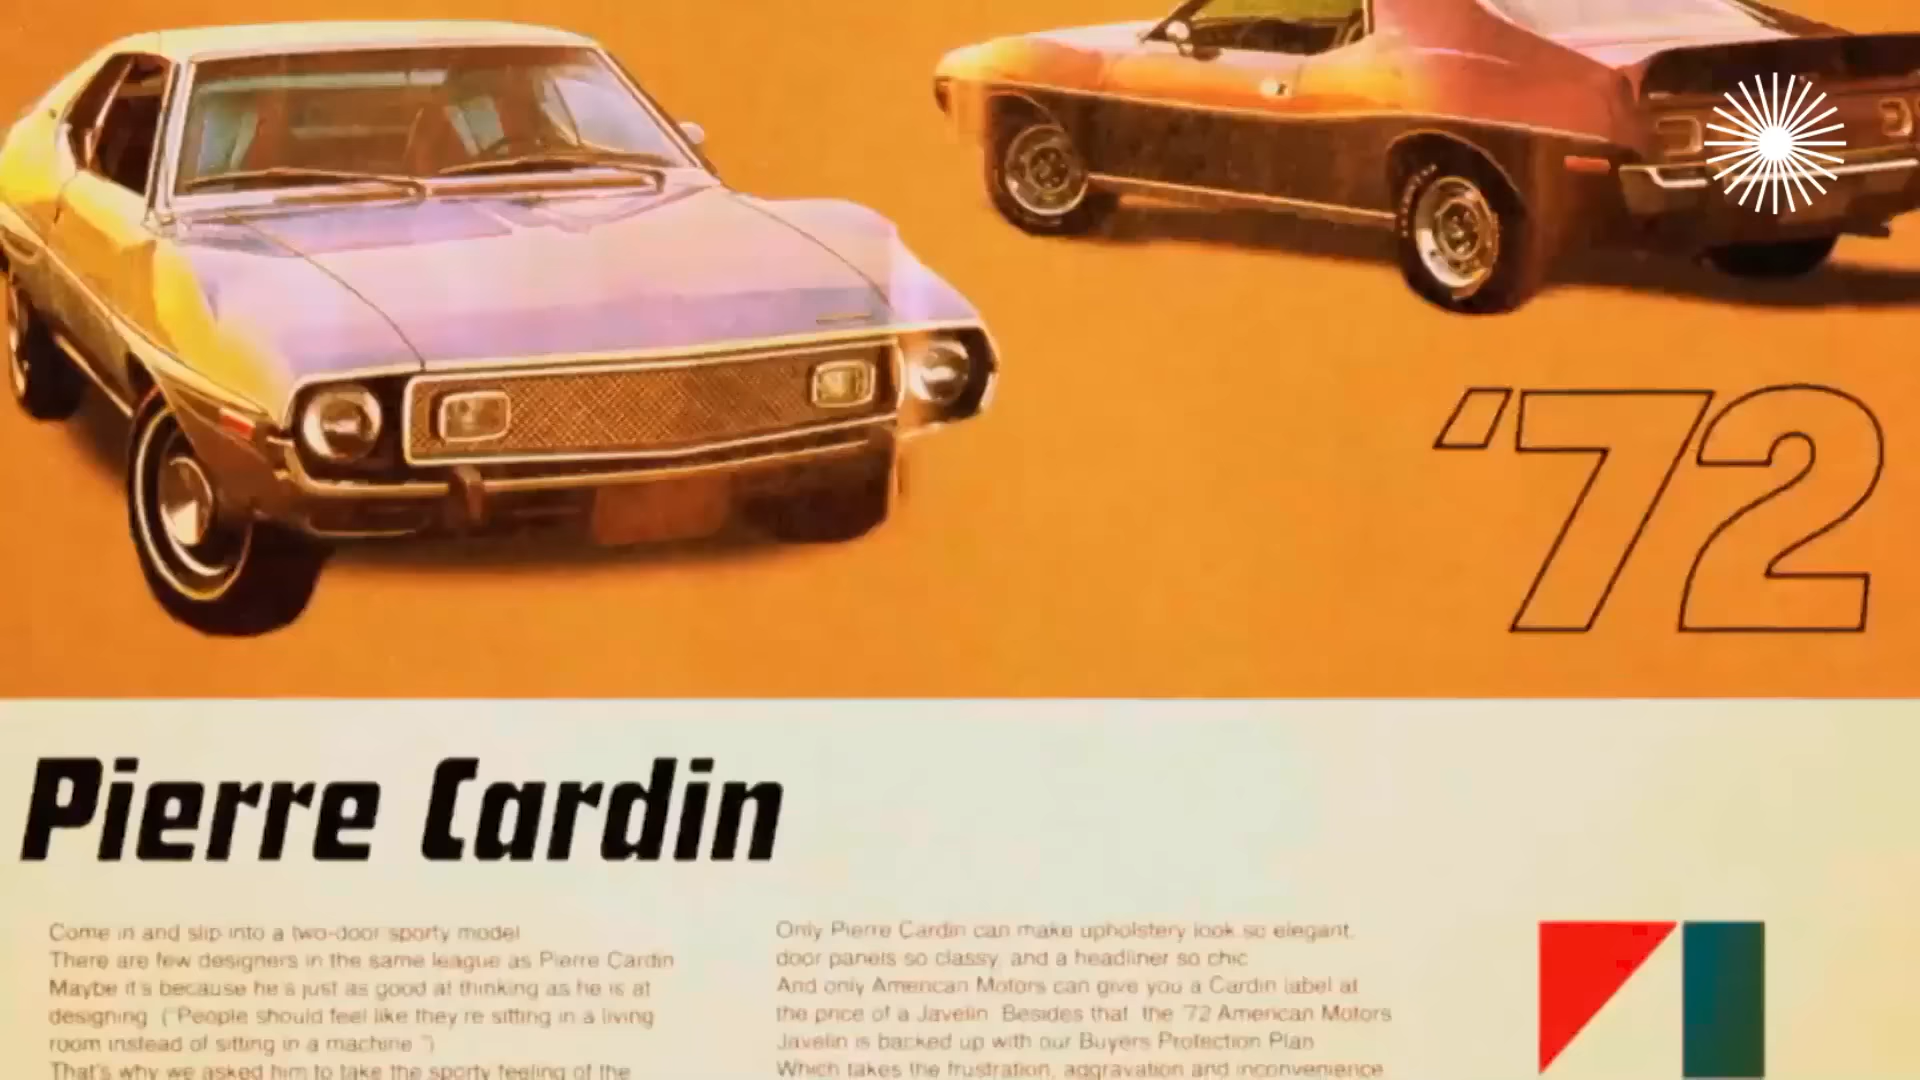 '72
Pierre Cardin
Come in and slip into a two-door sporty model
There are few designers in the same league as Pierre Cardin
Maybe it's because he's just as good at thinking as he is at
designing. ("People should feel like they're sitting in a living
room instead of sitting in a machine.")
That's why we asked him to take the sporty feeling of the
Only Pierre Cardin can make upholstery look so elegant,
door panels so classy, and a headliner so chic.
And only American Motors can give you a Cardin label at
the price of a Javelin. Besides that, the '72 American Motors
Javelin is backed up with our Buyers Protection Plan
Which takes the frustration, aggravation and inconvenience